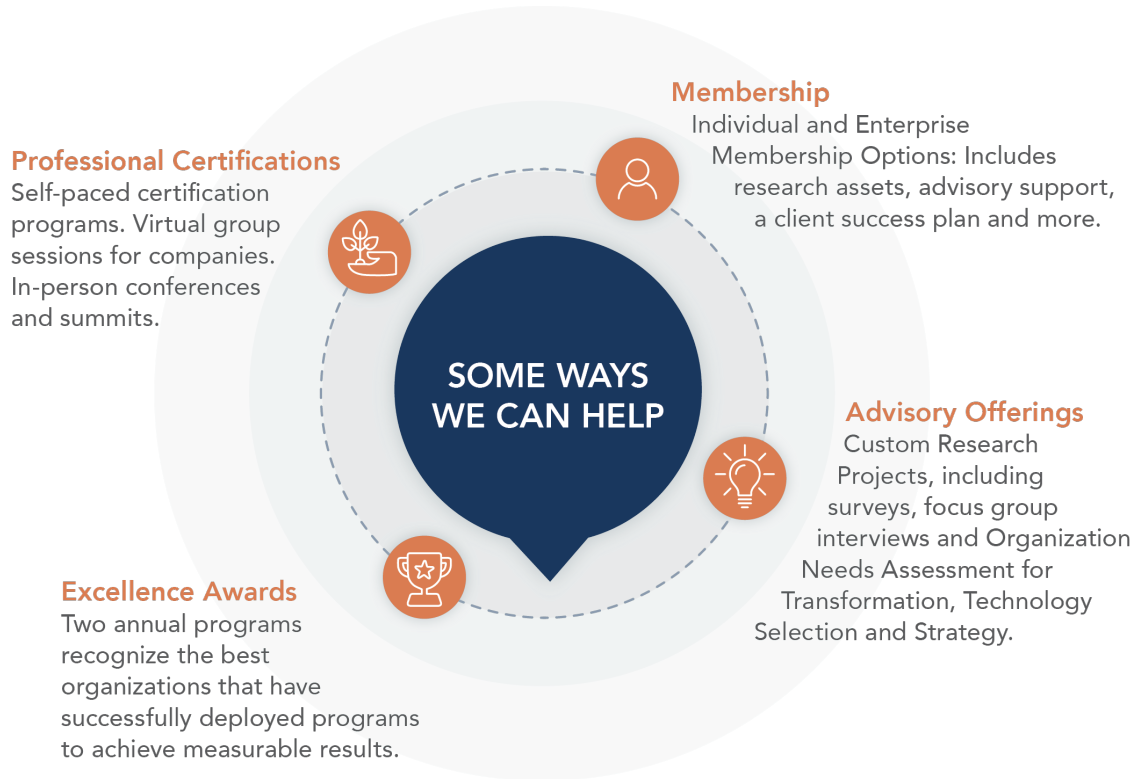 Membership
Individual and Enterprise
Membership Options: Includes
research assets, advisory support,
a client success plan and more.
Professional Certifications
Self-paced certification
programs. Virtual group
sessions for companies.
In-person conferences
and summits.
SOME WAYS
WE CAN HELP
Advisory Offerings
Custom Research
Projects, including
surveys, focus group
interviews and Organization
Needs Assessment for
Transformation, Technology
Selection and Strategy.
Excellence Awards
Two annual programs
recognize the best
organizations that have
successfully deployed programs
to achieve measurable results.